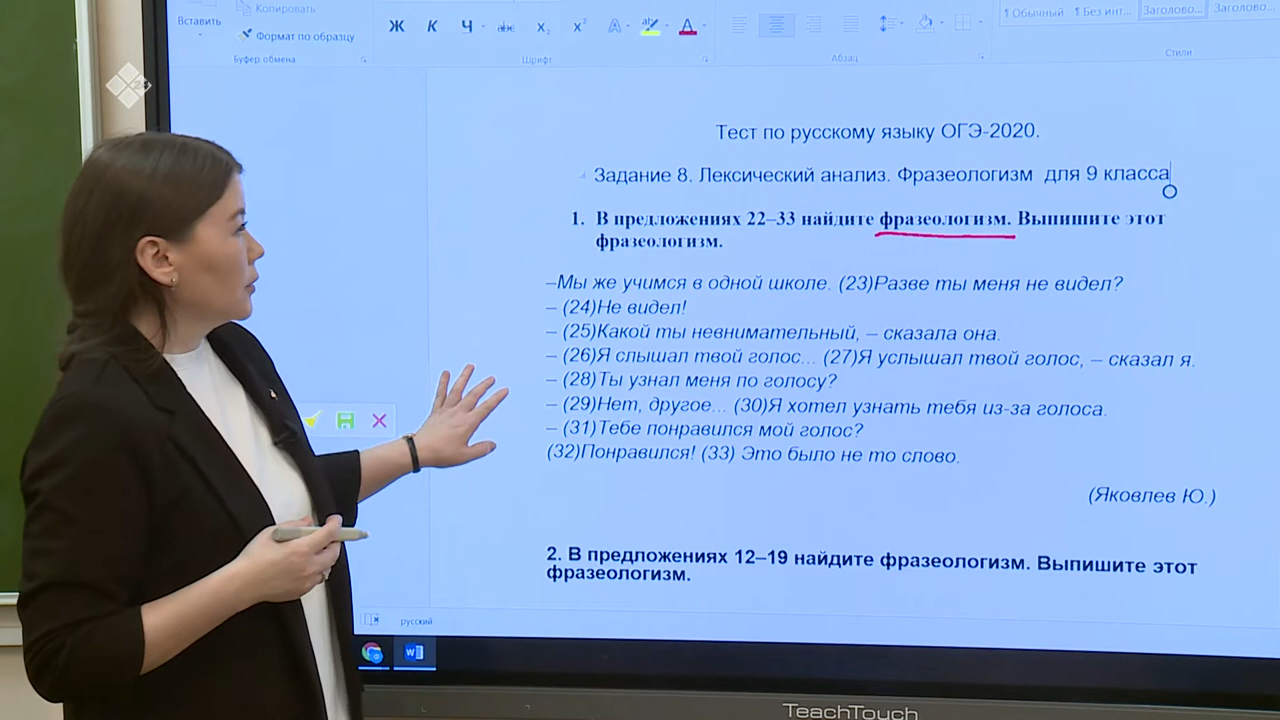 Вставить
Копировать
Формат по образцу
Буфер обмена
Ж К Ч abc x₂ x² A ab A
Шрифт
Абзац
¶ Обычный ¶ Без инт... Заголово... Заголово...
Стили
Тест по русскому языку ОГЭ-2020.
Задание 8. Лексический анализ. Фразеологизм для 9 класса
1. В предложениях 22–33 найдите фразеологизм. Выпишите этот
фразеологизм.
–Мы же учимся в одной школе. (23)Разве ты меня не видел?
– (24)Не видел!
– (25)Какой ты невнимательный, – сказала она.
– (26)Я слышал твой голос... (27)Я услышал твой голос, – сказал я.
– (28)Ты узнал меня по голосу?
– (29)Нет, другое... (30)Я хотел узнать тебя из-за голоса.
– (31)Тебе понравился мой голос?
(32)Понравился! (33) Это было не то слово.
(Яковлев Ю.)
2. В предложениях 12–19 найдите фразеологизм. Выпишите этот
фразеологизм.
русский
TeachTouch